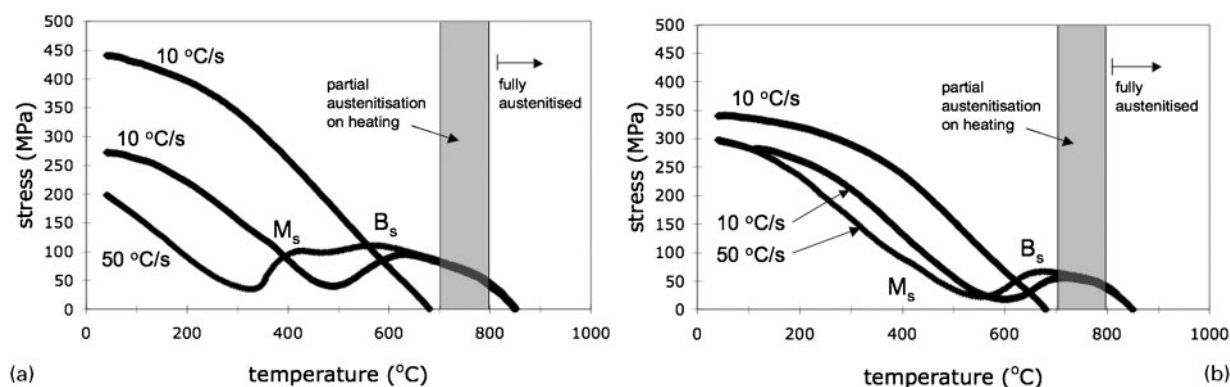 500
450
400
350
300
250
200
150
100
50
0
stress (MPa)
10 °C/s
10 °C/s
50 °C/s
Ms
Bs
partial
austenitisation
on heating
fully
austenitised
0 200 400 600 800 1000
temperature (°C)
(a)
500
450
400
350
300
250
200
150
100
50
0
stress (MPa)
10 °C/s
10 °C/s
50 °C/s
Ms
Bs
partial
austenitisation
on heating
fully
austenitised
0 200 400 600 800 1000
temperature (°C)
(b)